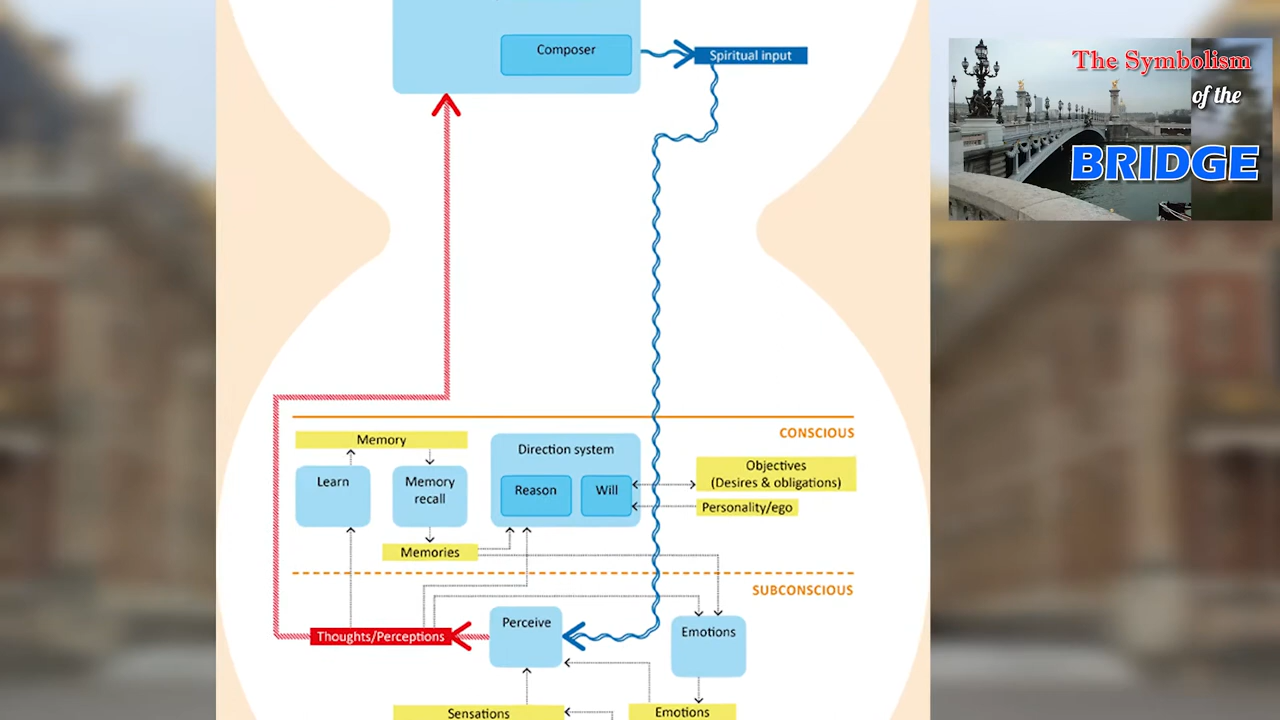 Composer
Spiritual input
The Symbolism
of the
BRIDGE
CONSCIOUS
Memory
Learn
Memory
recall
Direction system
Reason
Will
Objectives
(Desires & obligations)
Personality/ego
Memories
SUBCONSCIOUS
Thoughts/Perceptions
Perceive
Emotions
Sensations
Emotions